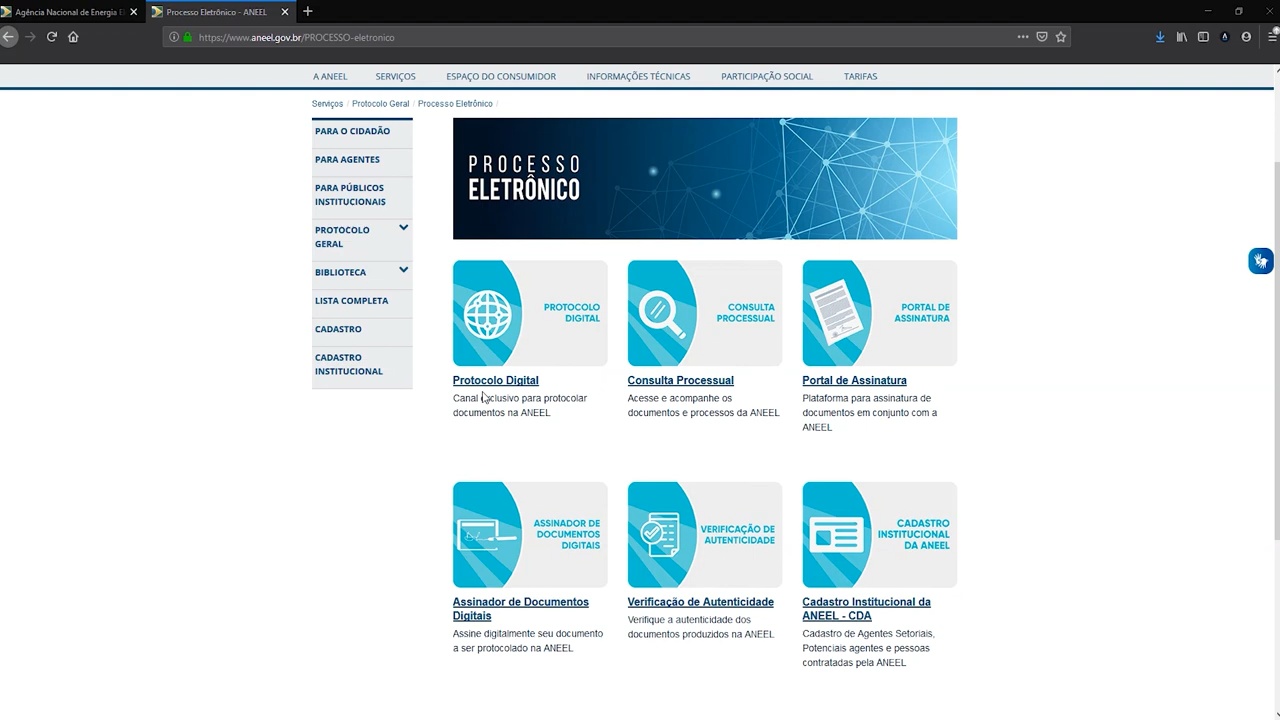 Agência Nacional de Energia E
Processo Eletrônico - ANEEL
https://www.aneel.gov.br/PROCESSO-eletronico
A ANEEL
SERVIÇOS
ESPAÇO DO CONSUMIDOR
INFORMAÇÕES TÉCNICAS
PARTICIPAÇÃO SOCIAL
TARIFAS
Serviços / Protocolo Geral / Processo Eletrônico /
PARA O CIDADÃO
PARA AGENTES
PARA PÚBLICOS
INSTITUCIONAIS
PROTOCOLO
GERAL
BIBLIOTECA
LISTA COMPLETA
CADASTRO
CADASTRO
INSTITUCIONAL
PROCESSO
ELETRÔNICO
PROTOCOLO
DIGITAL
Protocolo Digital
Canal exclusivo para protocolar
documentos na ANEEL
CONSULTA
PROCESSUAL
Consulta Processual
Acesse e acompanhe os
documentos e processos da ANEEL
PORTAL DE
ASSINATURA
Portal de Assinatura
Plataforma para assinatura de
documentos em conjunto com a
ANEEL
ASSINADOR DE
DOCUMENTOS
DIGITAIS
Assinador de Documentos
Digitais
Assine digitalmente seu documento
a ser protocolado na ANEEL
VERIFICAÇÃO DE
AUTENTICIDADE
Verificação de Autenticidade
Verifique a autenticidade dos
documentos produzidos na ANEEL
CADASTRO
INSTITUCIONAL
DA ANEEL
Cadastro Institucional da
ANEEL - CDA
Cadastro de Agentes Setoriais,
Potenciais agentes e pessoas
contratadas pela ANEEL